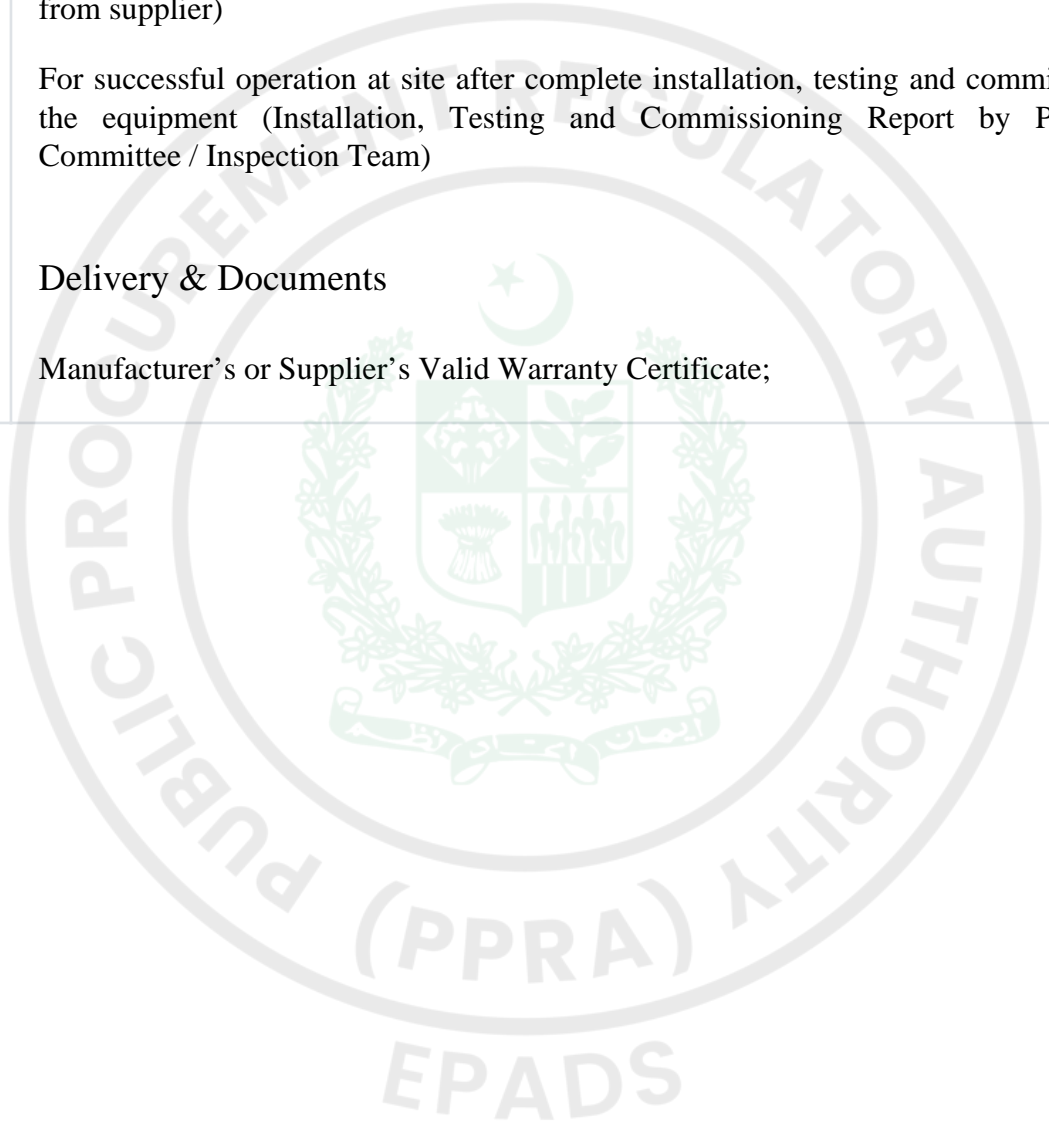 from supplier)
For successful operation at site after complete installation, testing and commi
the equipment (Installation, Testing and Commissioning Report by P
Committee / Inspection Team)
Delivery & Documents
Manufacturer’s or Supplier’s Valid Warranty Certificate;
PUBLIC PROCUREMENT REGULATORY AUTHORITY
(PPRA)
EPADS